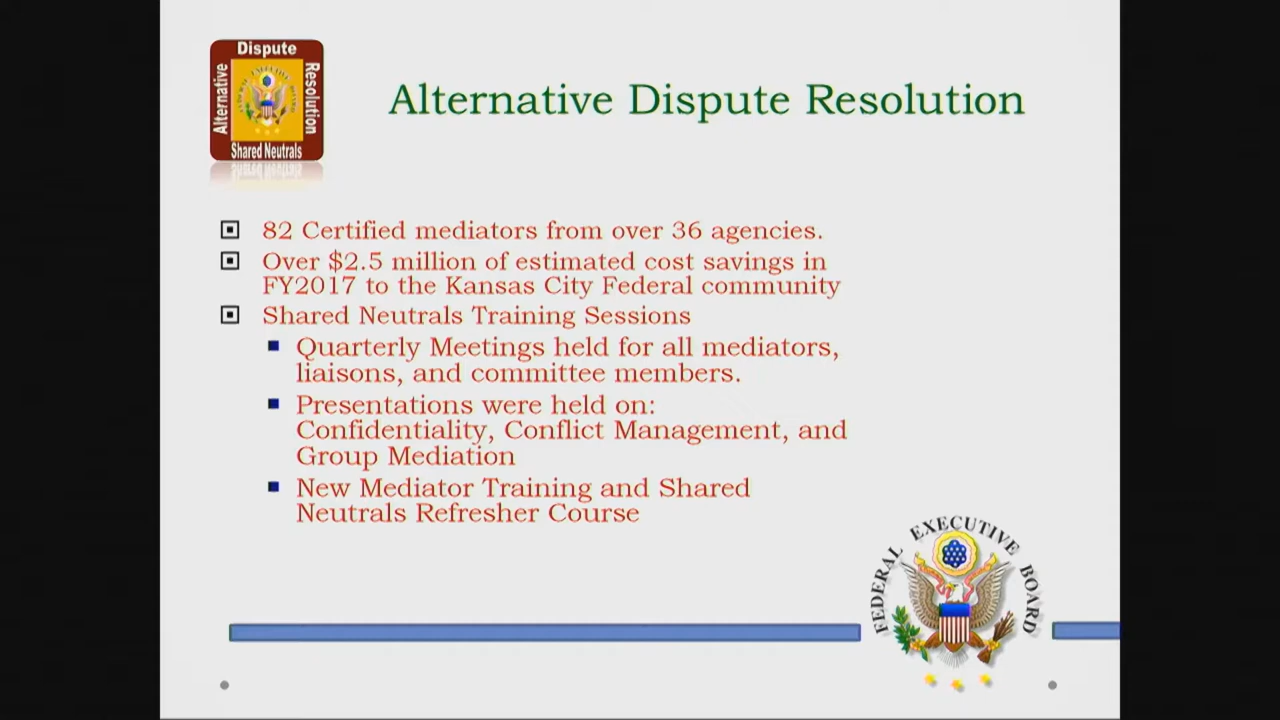 Dispute
Alternative
Resolution
Shared Neutrals
Alternative Dispute Resolution
82 Certified mediators from over 36 agencies.
Over $2.5 million of estimated cost savings in
FY2017 to the Kansas City Federal community
Shared Neutrals Training Sessions
Quarterly Meetings held for all mediators,
liaisons, and committee members.
Presentations were held on:
Confidentiality, Conflict Management, and
Group Mediation
New Mediator Training and Shared
Neutrals Refresher Course
FEDERAL EXECUTIVE BOARD